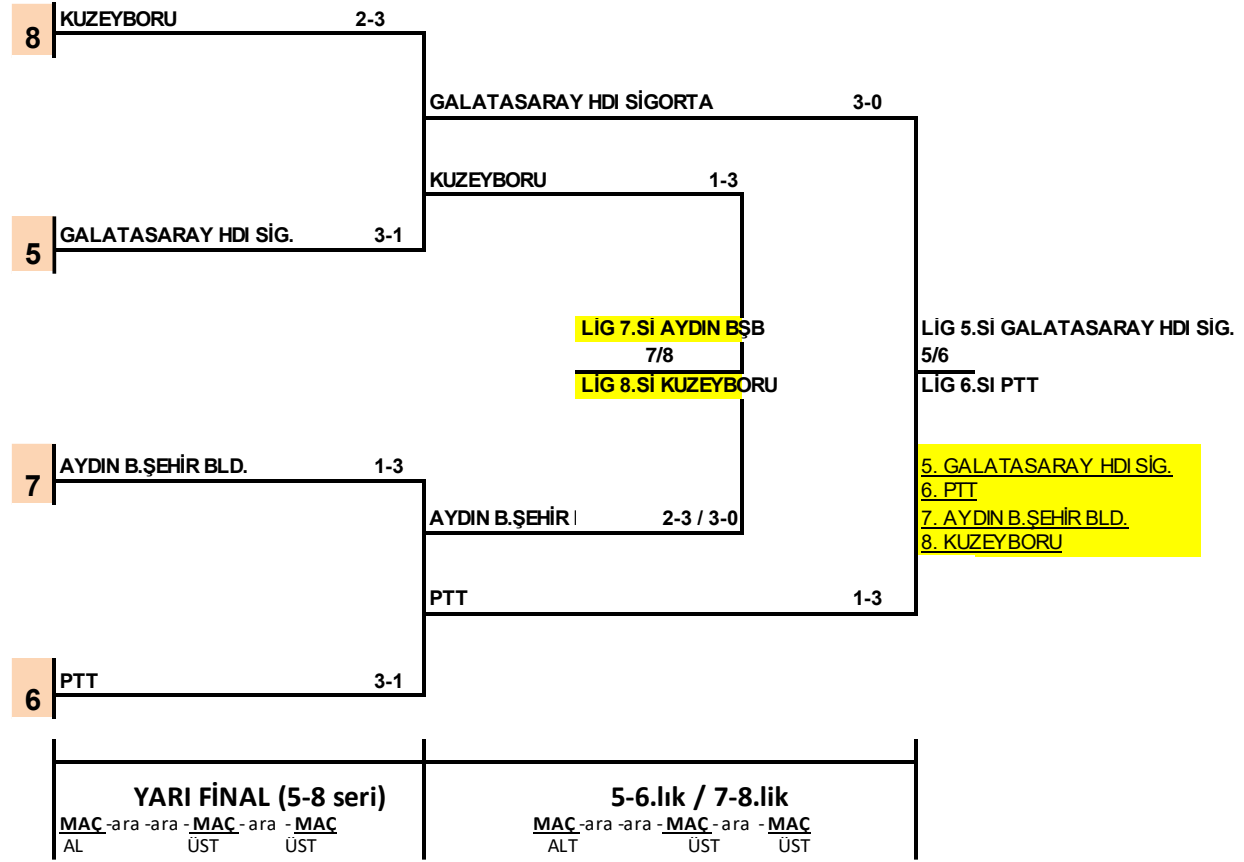 KUZEYBORU 2-3
8
GALATASARAY HDI SİGORTA 3-0
KUZEYBORU 1-3
GALATASARAY HDI SİG. 3-1
5
LİG 7.Sİ AYDIN BŞB
7/8
LİG 8.Sİ KUZEYBORU
LİG 5.Sİ GALATASARAY HDI SİG.
5/6
LİG 6.SI PTT
AYDIN B.ŞEHİR BLD. 1-3
7
AYDIN B.ŞEHİR 2-3 / 3-0
5. GALATASARAY HDI SİG.
6. PTT
7. AYDIN B.ŞEHİR BLD.
8. KUZEYBORU
PTT 1-3
PTT 3-1
6
YARI FİNAL (5-8 seri)
MAÇ -ara -ara - MAÇ - ara - MAÇ
AL ÜST ÜST
5-6.lık / 7-8.lik
MAÇ -ara -ara - MAÇ - ara - MAÇ
ALT ÜST ÜST